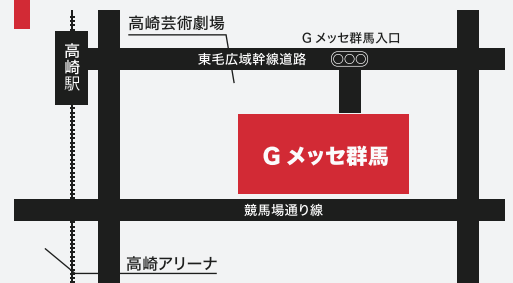 高崎芸術劇場
Gメッセ群馬入口
高崎駅
東毛広域幹線道路
Gメッセ群馬
競馬場通り線
高崎アリーナ